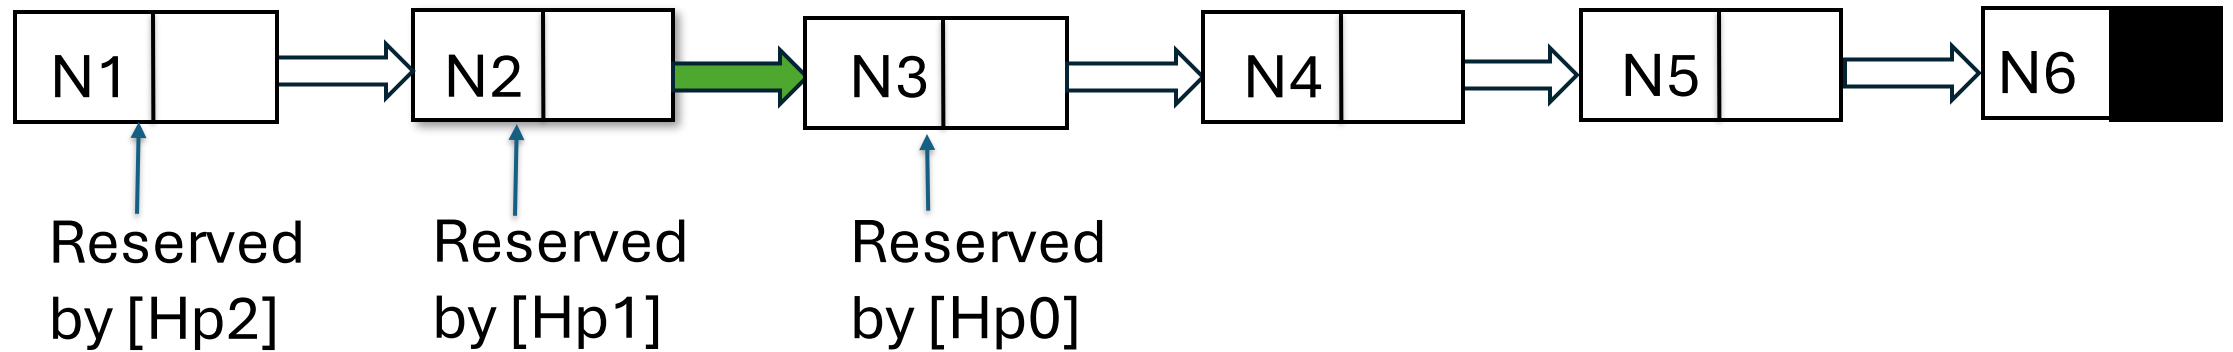 N1 N2 N3 N4 N5 N6
Reserved
by [Hp2]
Reserved
by [Hp1]
Reserved
by [Hp0]